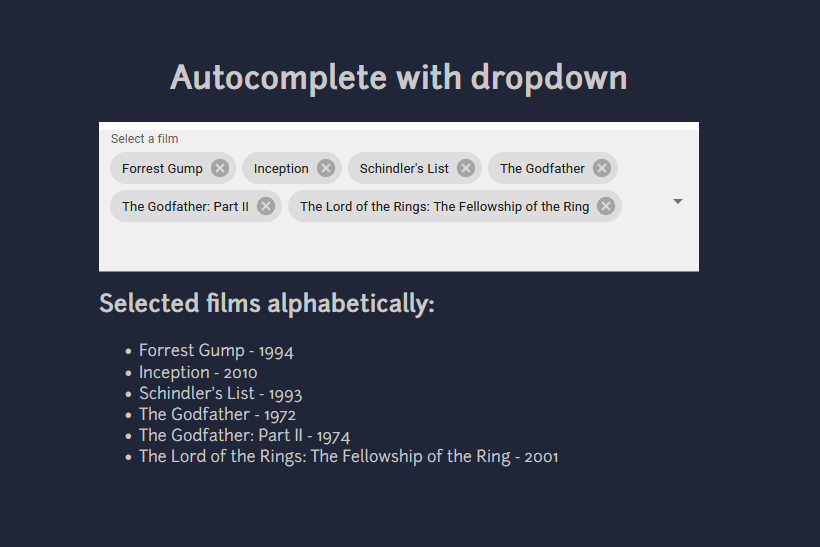 Autocomplete with dropdown
Select a film
Forrest Gump Inception Schindler's List The Godfather
The Godfather: Part II The Lord of the Rings: The Fellowship of the Ring
Selected films alphabetically:
• Forrest Gump - 1994
• Inception - 2010
• Schindler's List - 1993
• The Godfather - 1972
• The Godfather: Part II - 1974
• The Lord of the Rings: The Fellowship of the Ring - 2001